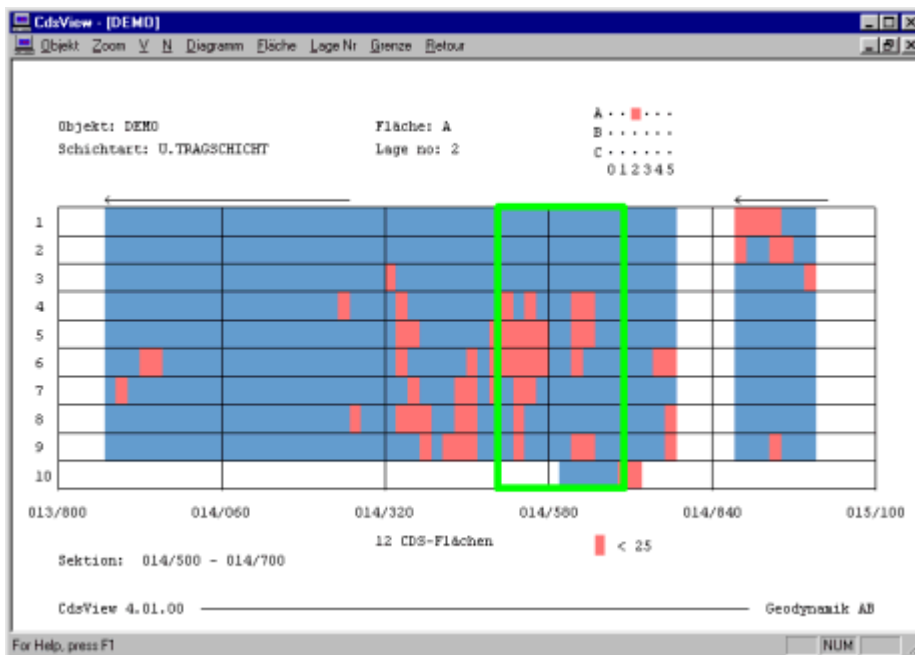 CdsView - [DEMO]
Objekt Zoom V N Diagramm Fläche Lage Nr Grenze Retour
Objekt: DEMO Fläche: A
Schichtart: U.TRAGSCHICHT Lage no: 2
A
B
C
0 1 2 3 4 5
1
2
3
4
5
6
7
8
9
10
013/800 014/060 014/320 014/580 014/840 015/100
12 CDS-Flächen < 25
Sektion: 014/500 - 014/700
CdsView 4.01.00 Geodynamik AB
For Help, press F1 NUM